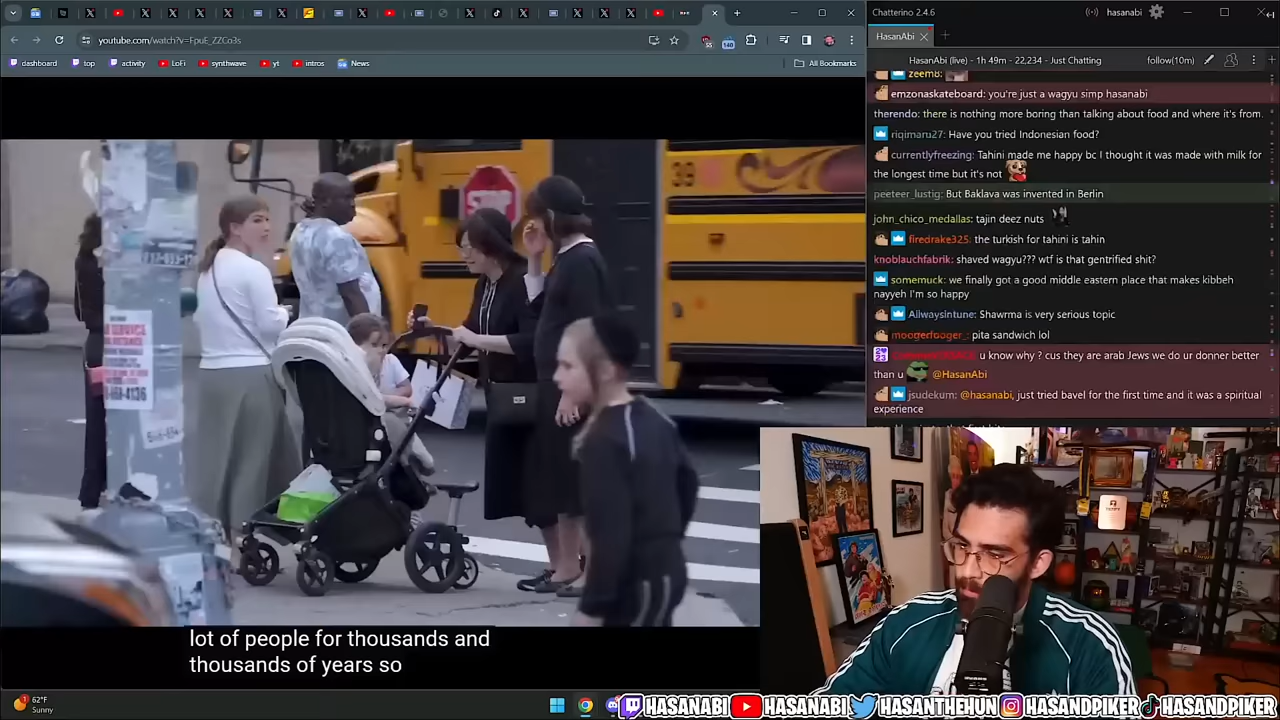 Chatterino 2.4.6
hasanabi
HasanAbi
youtube.com/watch?v=FpuE_ZZCo3s
HasanAbi (live) - 1h 49m - 22,234 - Just Chatting
follow(10m)
dashboard
top
activity
LoFi
synthwave
yt
intros
News
All Bookmarks
zeem8:
emzonaskateboard: you're just a wagyu simp hasanabi
therendo: there is nothing more boring than talking about food and where it's from.
riqimaru27: Have you tried Indonesian food?
currentlyfreezing: Tahini made me happy bc I thought it was made with milk for
the longest time but it's not
peeteer_lustig: But Baklava was invented in Berlin
john_chico_medallas: tajin deez nuts
firedrake325: the turkish for tahini is tahin
knoblauchfabrik: shaved wagyu??? wtf is that gentrified shit?
somemuck: we finally got a good middle eastern place that makes kibbeh
nayyeh I'm so happy
AllwaysIntune: Shawrma is very serious topic
moogerfooger_: pita sandwich lol
u know why ? cus they are arab Jews we do ur donner better
than u @HasanAbi
jsudekum: @hasanabi, just tried bavel for the first time and it was a spiritual
experience
STOP
39
lot of people for thousands and
thousands of years so
62°F
Sunny
HASANABI
HASANABI
HASANTHEHUN
HASANDPIKER
HASANDPIKER